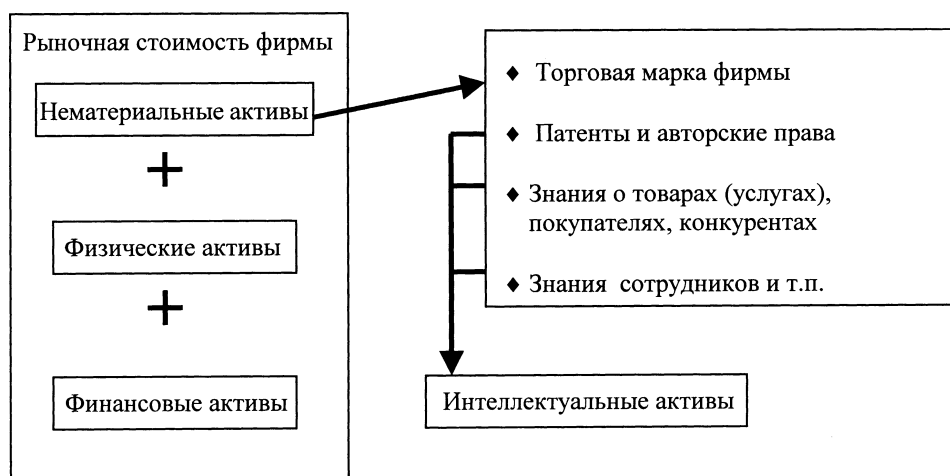 Рыночная стоимость фирмы
Нематериальные активы
+
Физические активы
+
Финансовые активы
♦ Торговая марка фирмы
♦ Патенты и авторские права
♦ Знания о товарах (услугах),
покупателях, конкурентах
♦ Знания сотрудников и т.п.
Интеллектуальные активы